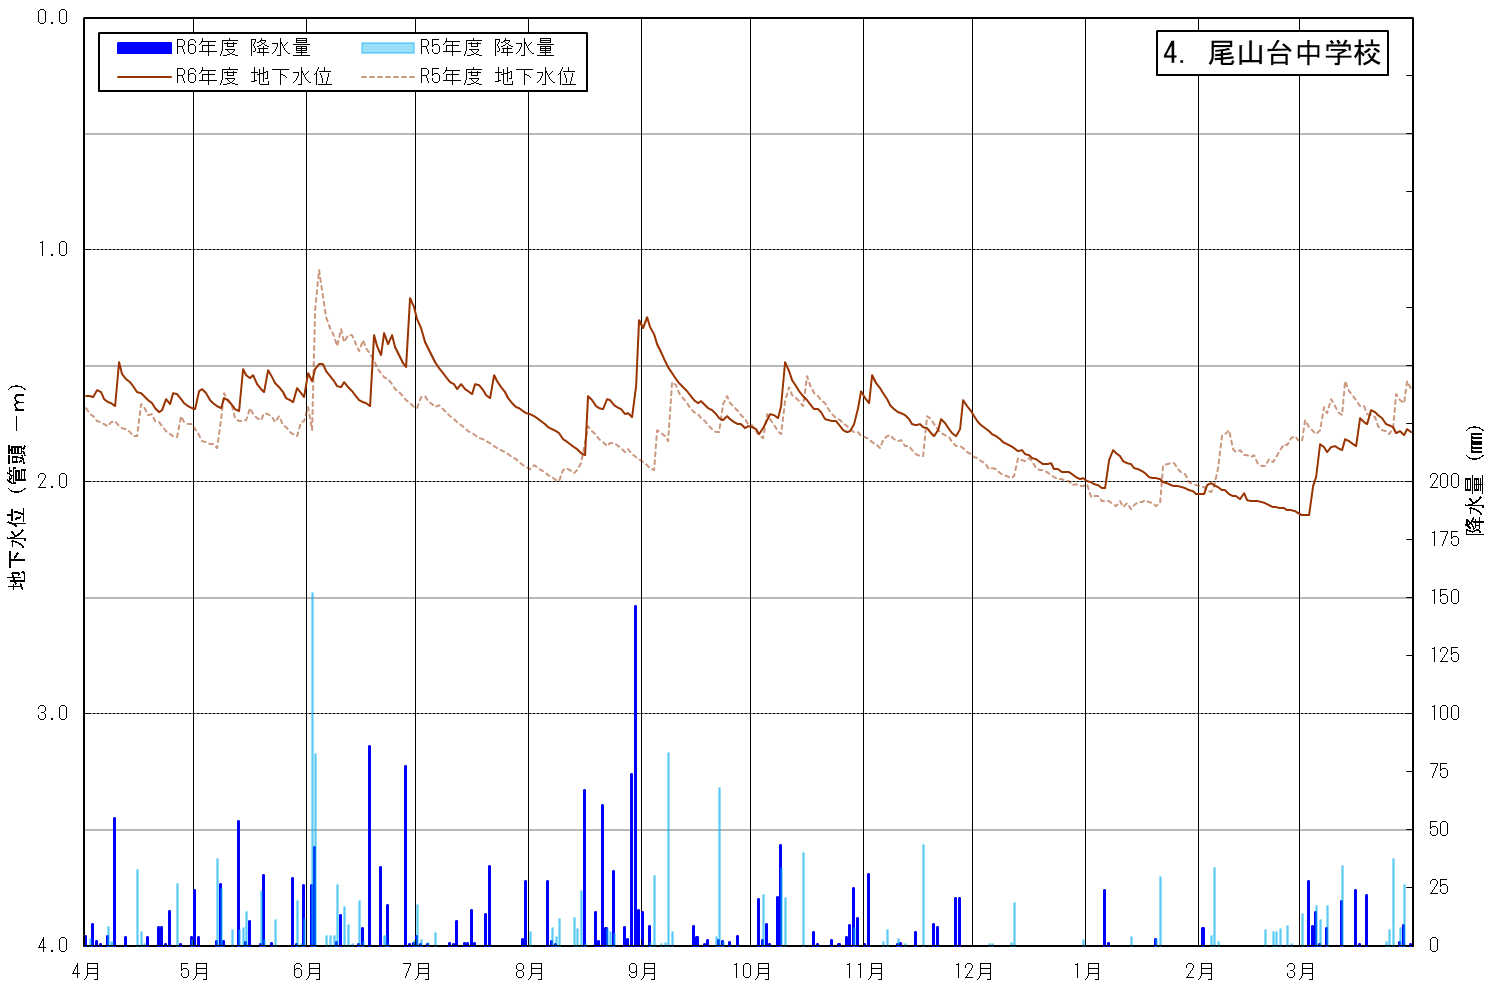 R6年度 降水量 R5年度 降水量
R6年度 地下水位 R5年度 地下水位
4. 尾山台中学校
地下水位 (管頭 -m)
0.0
1.0
2.0
3.0
4.0
降水量 (mm)
200
175
150
125
100
75
50
25
0
4月 5月 6月 7月 8月 9月 10月 11月 12月 1月 2月 3月